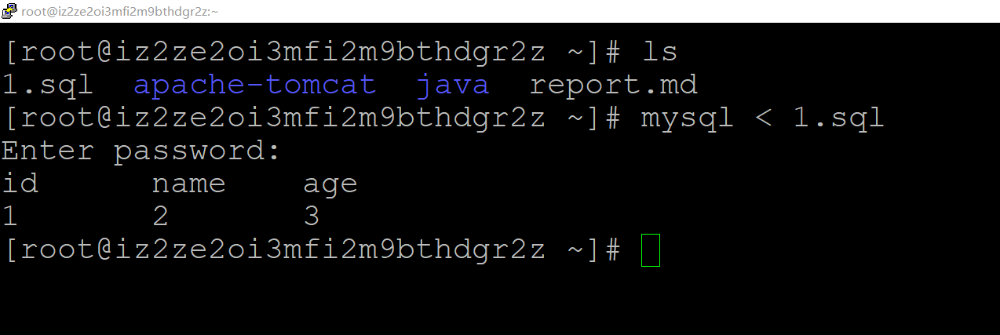 root@iz2ze2oi3mfi2m9bthdgr2z:~
[root@iz2ze2oi3mfi2m9bthdgr2z ~]# ls
1.sql  apache-tomcat  java  report.md
[root@iz2ze2oi3mfi2m9bthdgr2z ~]# mysql < 1.sql
Enter password:
id      name    age
1       2       3
[root@iz2ze2oi3mfi2m9bthdgr2z ~]#